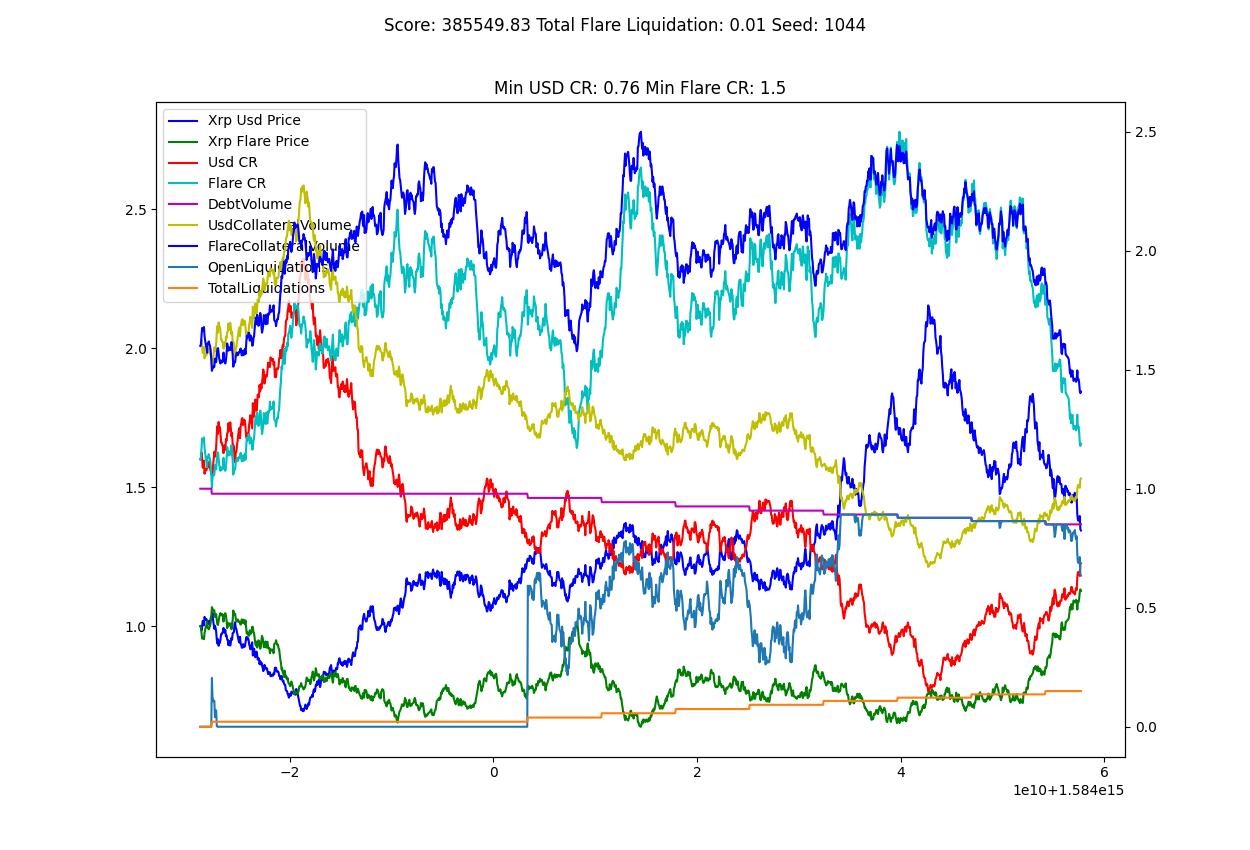 Score: 385549.83 Total Flare Liquidation: 0.01 Seed: 1044
Min USD CR: 0.76 Min Flare CR: 1.5
Xrp Usd Price
Xrp Flare Price
Usd CR
Flare CR
DebtVolume
UsdCollateralVolume
FlareCollateralVolume
OpenLiquidations
TotalLiquidations
2.5
2.0
1.5
1.0
2.5
2.0
1.5
1.0
0.5
0.0
−2
0
2
4
6
1e10+1.584e15